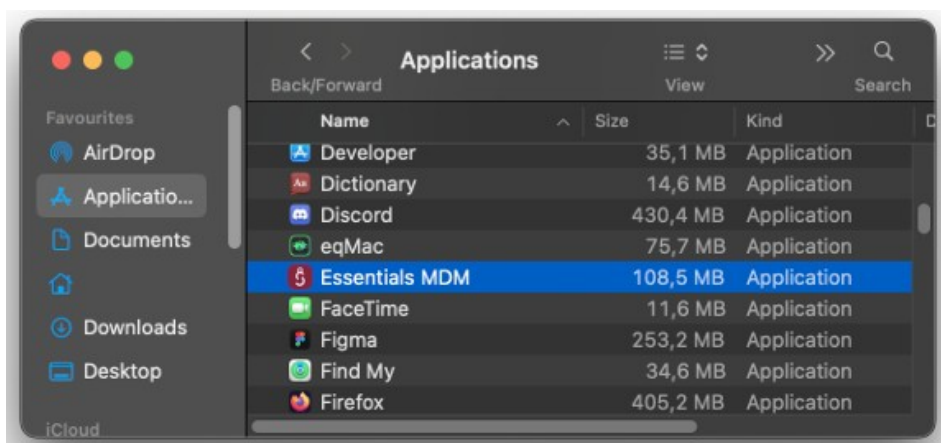 Applications
Back/Forward
View
Search
Favourites
AirDrop
Applicatio...
Documents
Downloads
Desktop
iCloud
Name Size Kind D
Developer 35,1 MB Application
Dictionary 14,6 MB Application
Discord 430,4 MB Application
eqMac 75,7 MB Application
Essentials MDM 108,5 MB Application
FaceTime 11,6 MB Application
Figma 253,2 MB Application
Find My 34,6 MB Application
Firefox 405,2 MB Application